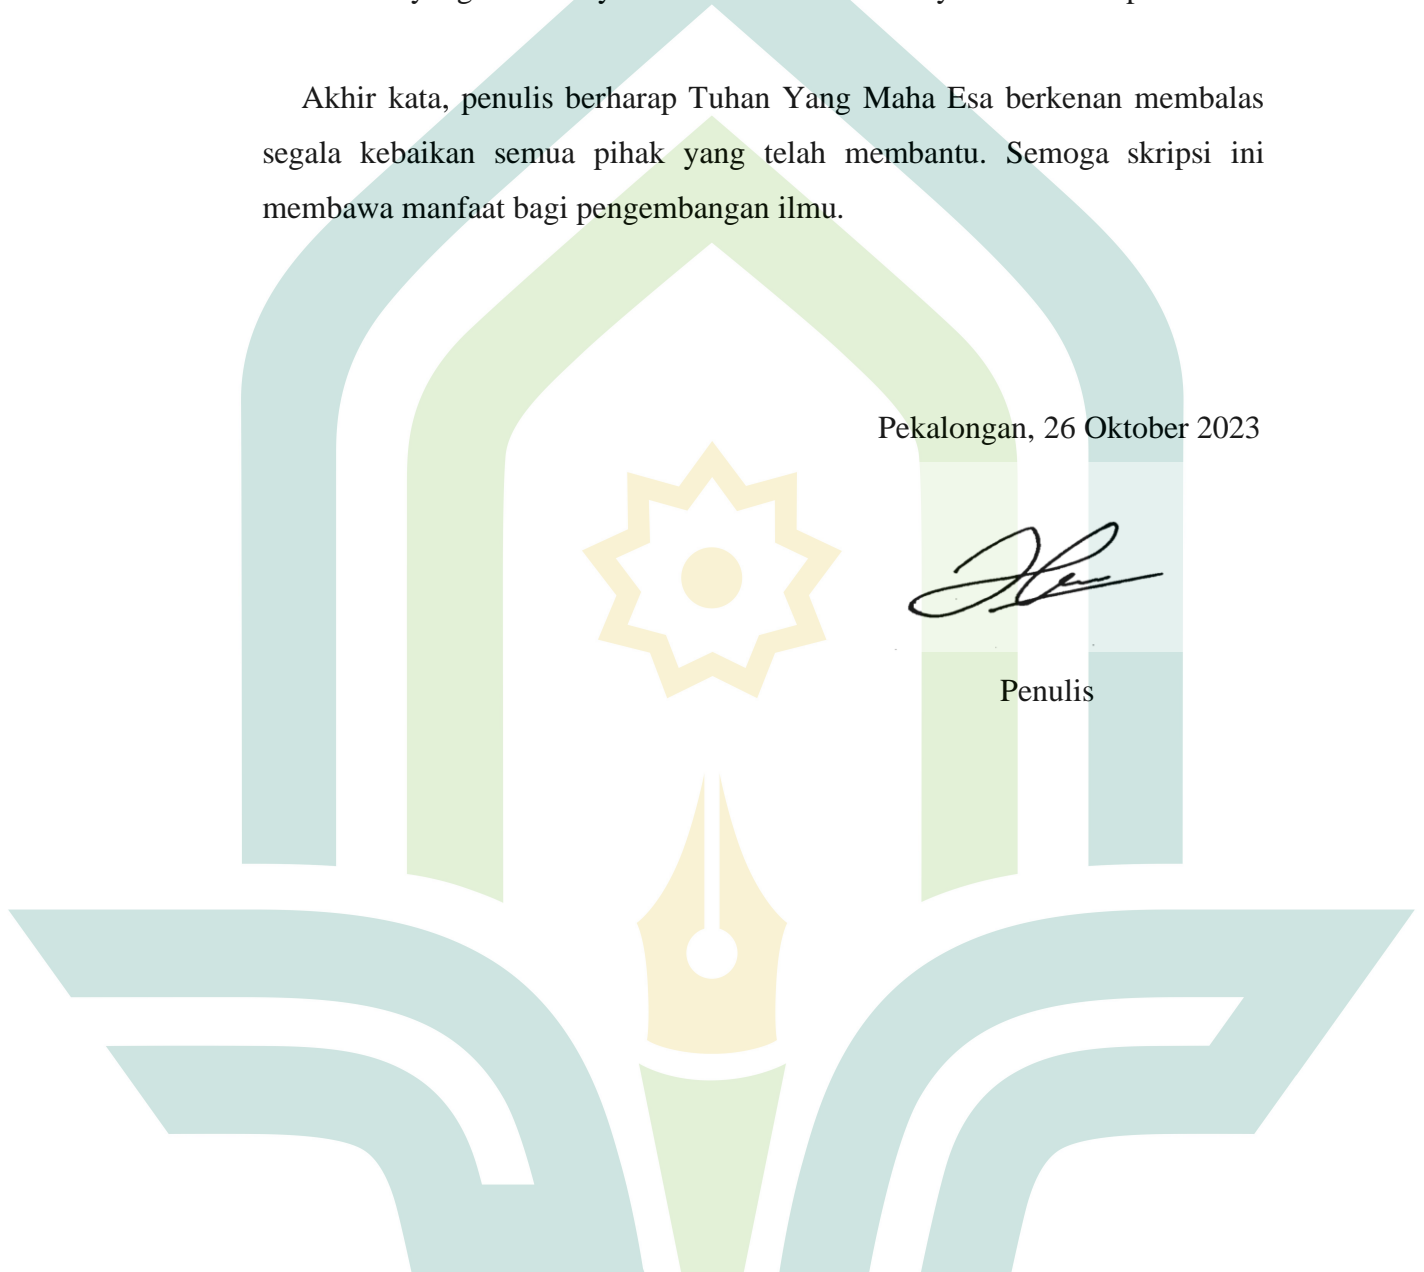 Akhir kata, penulis berharap Tuhan Yang Maha Esa berkenan membalas
segala kebaikan semua pihak yang telah membantu. Semoga skripsi ini
membawa manfaat bagi pengembangan ilmu.
Pekalongan, 26 Oktober 2023
Penulis